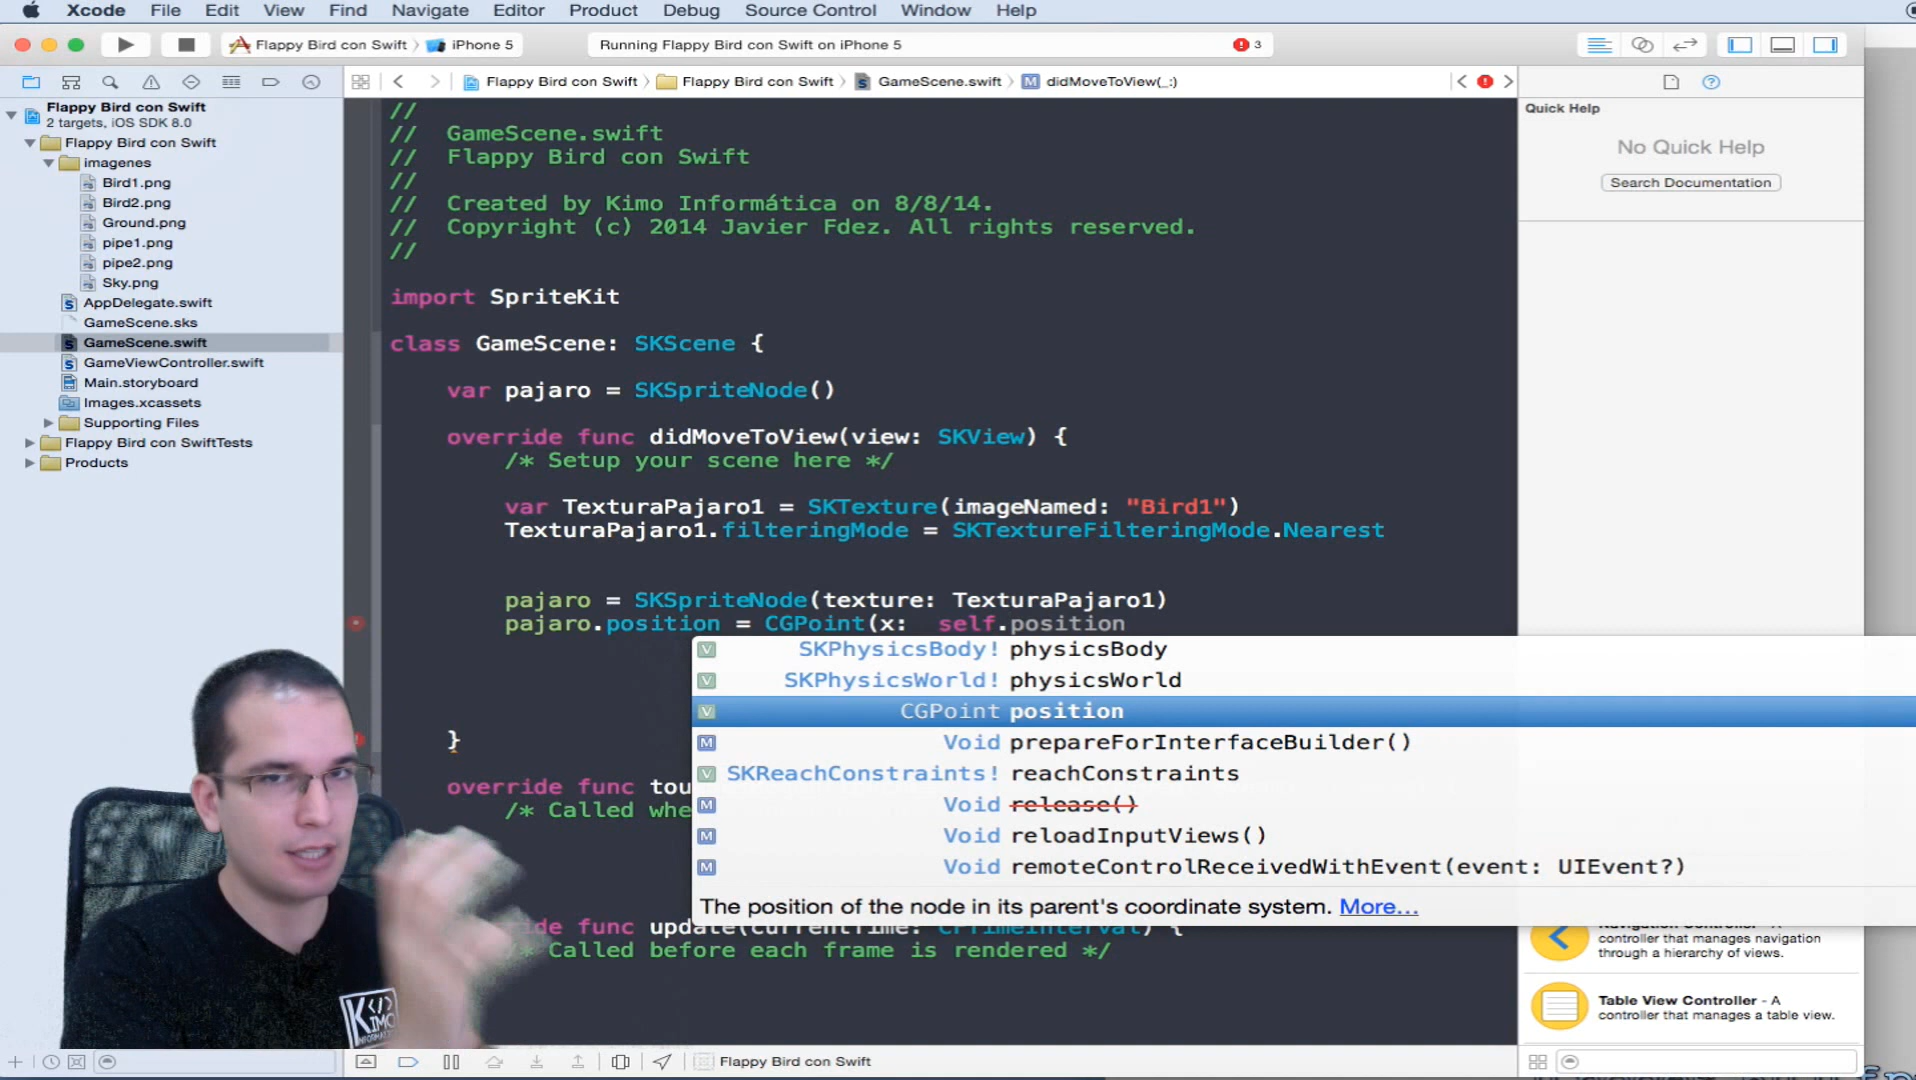 Xcode File Edit View Find Navigate Editor Product Debug Source Control Window Help
Flappy Bird con Swift 〉 iPhone 5
Running Flappy Bird con Swift on iPhone 5
3
Flappy Bird con Swift 〉 Flappy Bird con Swift 〉 GameScene.swift 〉 M didMoveToView(_:)
Flappy Bird con Swift
2 targets, iOS SDK 8.0
Flappy Bird con Swift
imagenes
Bird1.png
Bird2.png
Ground.png
pipe1.png
pipe2.png
Sky.png
AppDelegate.swift
GameScene.sks
GameScene.swift
GameViewController.swift
Main.storyboard
Images.xcassets
Supporting Files
Flappy Bird con SwiftTests
Products
//
// GameScene.swift
// Flappy Bird con Swift
//
// Created by Kimo Informática on 8/8/14.
// Copyright (c) 2014 Javier Fdez. All rights reserved.
//
import SpriteKit
class GameScene: SKScene {
var pajaro = SKSpriteNode()
override func didMoveToView(view: SKView) {
/* Setup your scene here */
var TexturaPajaro1 = SKTexture(imageNamed: "Bird1")
TexturaPajaro1.filteringMode = SKTextureFilteringMode.Nearest
pajaro = SKSpriteNode(texture: TexturaPajaro1)
pajaro.position = CGPoint(x: self.position
V SKPhysicsBody! physicsBody
V SKPhysicsWorld! physicsWorld
V CGPoint position
M Void prepareForInterfaceBuilder()
V SKReachConstraints! reachConstraints
M Void release()
M Void reloadInputViews()
M Void remoteControlReceivedWithEvent(event: UIEvent?)
The position of the node in its parent's coordinate system. More...
}
override func tou
/* Called whe
ide func update(currentTime: CFTimeInterval) {
/* Called before each frame is rendered */
Quick Help
No Quick Help
Search Documentation
Navigation Controller - A
controller that manages navigation
through a hierarchy of views.
Table View Controller - A
controller that manages a table view.
Flappy Bird con Swift
KIMO